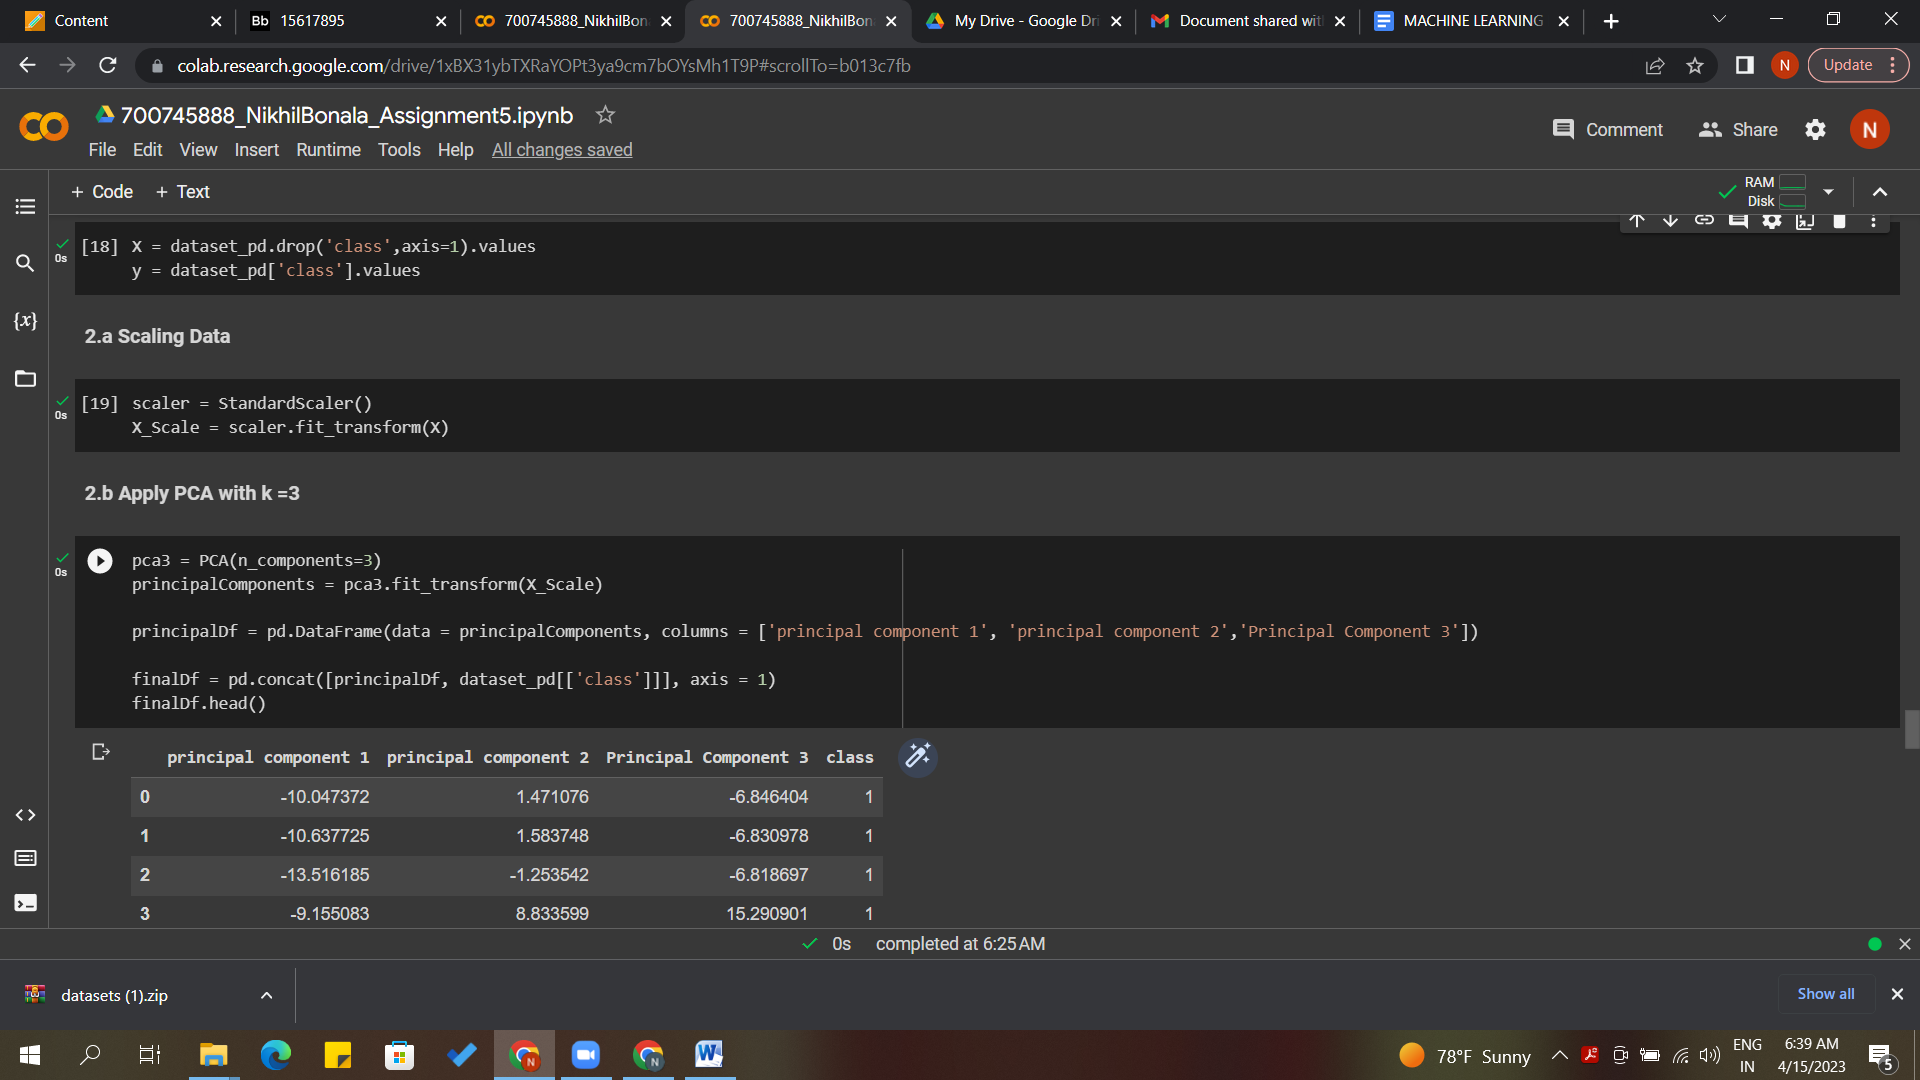 Content
Bb 15617895
700745888_NikhilBon
700745888_NikhilBon
My Drive - Google Dri
Document shared wit
MACHINE LEARNING
colab.research.google.com/drive/1xBX31ybTXRaYOPt3ya9cm7bOYsMh1T9P#scrollTo=b013c7fb
N
Update
700745888_NikhilBonala_Assignment5.ipynb
Comment
Share
N
File Edit View Insert Runtime Tools Help All changes saved
+ Code + Text
RAM
Disk
[18] X = dataset_pd.drop('class',axis=1).values
0s
y = dataset_pd['class'].values
{x}
2.a Scaling Data
[19] scaler = StandardScaler()
0s
X_Scale = scaler.fit_transform(X)
2.b Apply PCA with k =3
0s
pca3 = PCA(n_components=3)
principalComponents = pca3.fit_transform(X_Scale)
principalDf = pd.DataFrame(data = principalComponents, columns = ['principal component 1', 'principal component 2','Principal Component 3'])
finalDf = pd.concat([principalDf, dataset_pd[['class']]], axis = 1)
finalDf.head()
principal component 1 principal component 2 Principal Component 3 class
0 -10.047372 1.471076 -6.846404 1
1 -10.637725 1.583748 -6.830978 1
2 -13.516185 -1.253542 -6.818697 1
3 -9.155083 8.833599 15.290901 1
0s completed at 6:25 AM
datasets (1).zip
Show all
N
N
W
78°F Sunny
ENG
IN
6:39 AM
4/15/2023
5